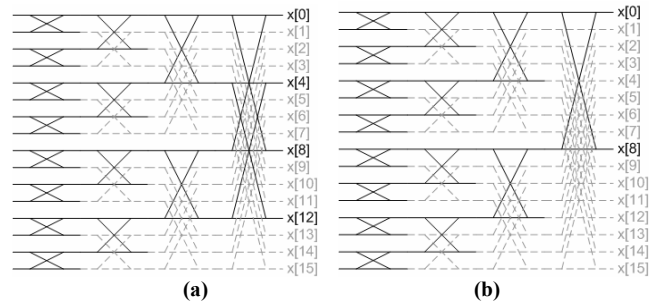 x[0]
x[1]
x[2]
x[3]
x[4]
x[5]
x[6]
x[7]
x[8]
x[9]
x[10]
x[11]
x[12]
x[13]
x[14]
x[15]
(a)
x[0]
x[1]
x[2]
x[3]
x[4]
x[5]
x[6]
x[7]
x[8]
x[9]
x[10]
x[11]
x[12]
x[13]
x[14]
x[15]
(b)